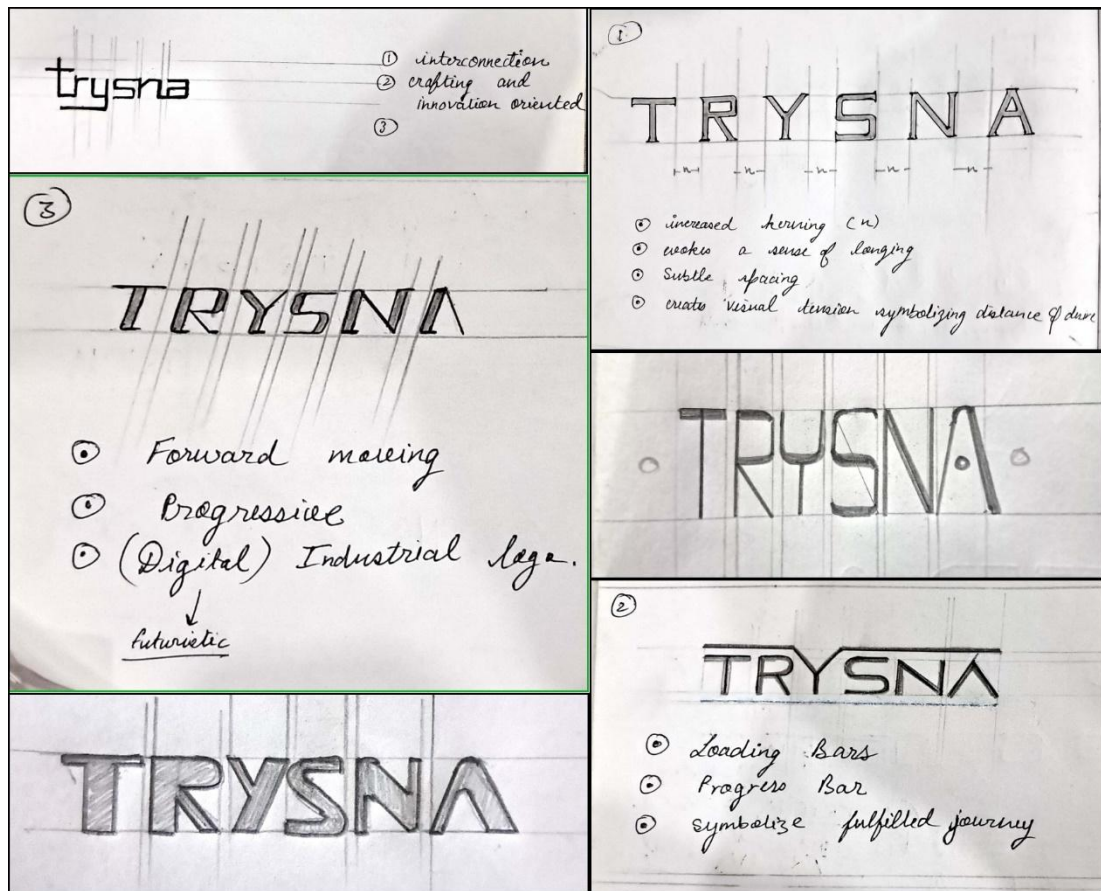 trysna
① interconnection
② crafting and
innovation oriented
③
③
TRYSNA
Forward moving
Progressive
(Digital) Industrial logo.
futuristic
TRYSNA
①
TRYSNA
n n n n n
increased kerning (n)
evokes a sense of longing
Subtle spacing
creates visual tension symbolizing distance of
TRYSNA
②
TRYSNA
Loading Bars
Progress Bar
symbolize fulfilled journey